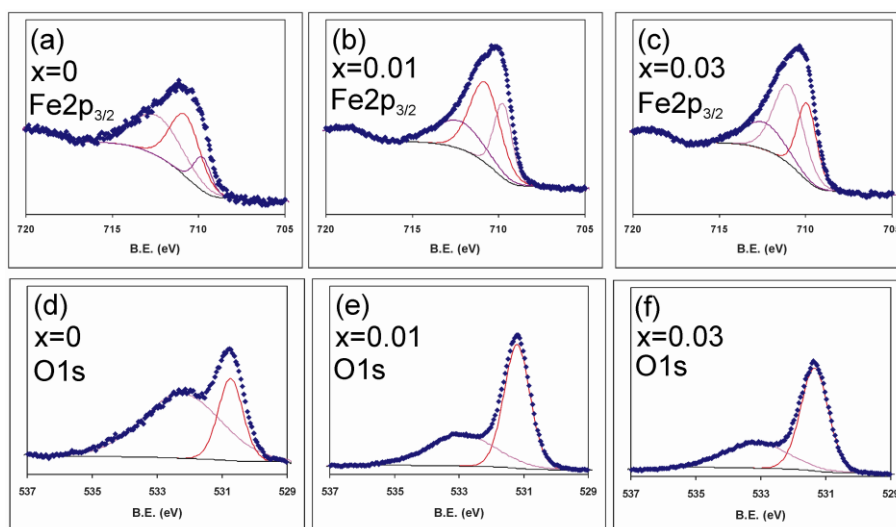 (a)
x=0
Fe2p3/2
720 715 710 705
B.E. (eV)
(b)
x=0.01
Fe2p3/2
720 715 710 705
B.E. (eV)
(c)
x=0.03
Fe2p3/2
720 715 710 705
B.E. (eV)
(d)
x=0
O1s
537 535 533 531 529
B.E. (eV)
(e)
x=0.01
O1s
537 535 533 531 529
B.E. (eV)
(f)
x=0.03
O1s
537 535 533 531 529
B.E. (eV)